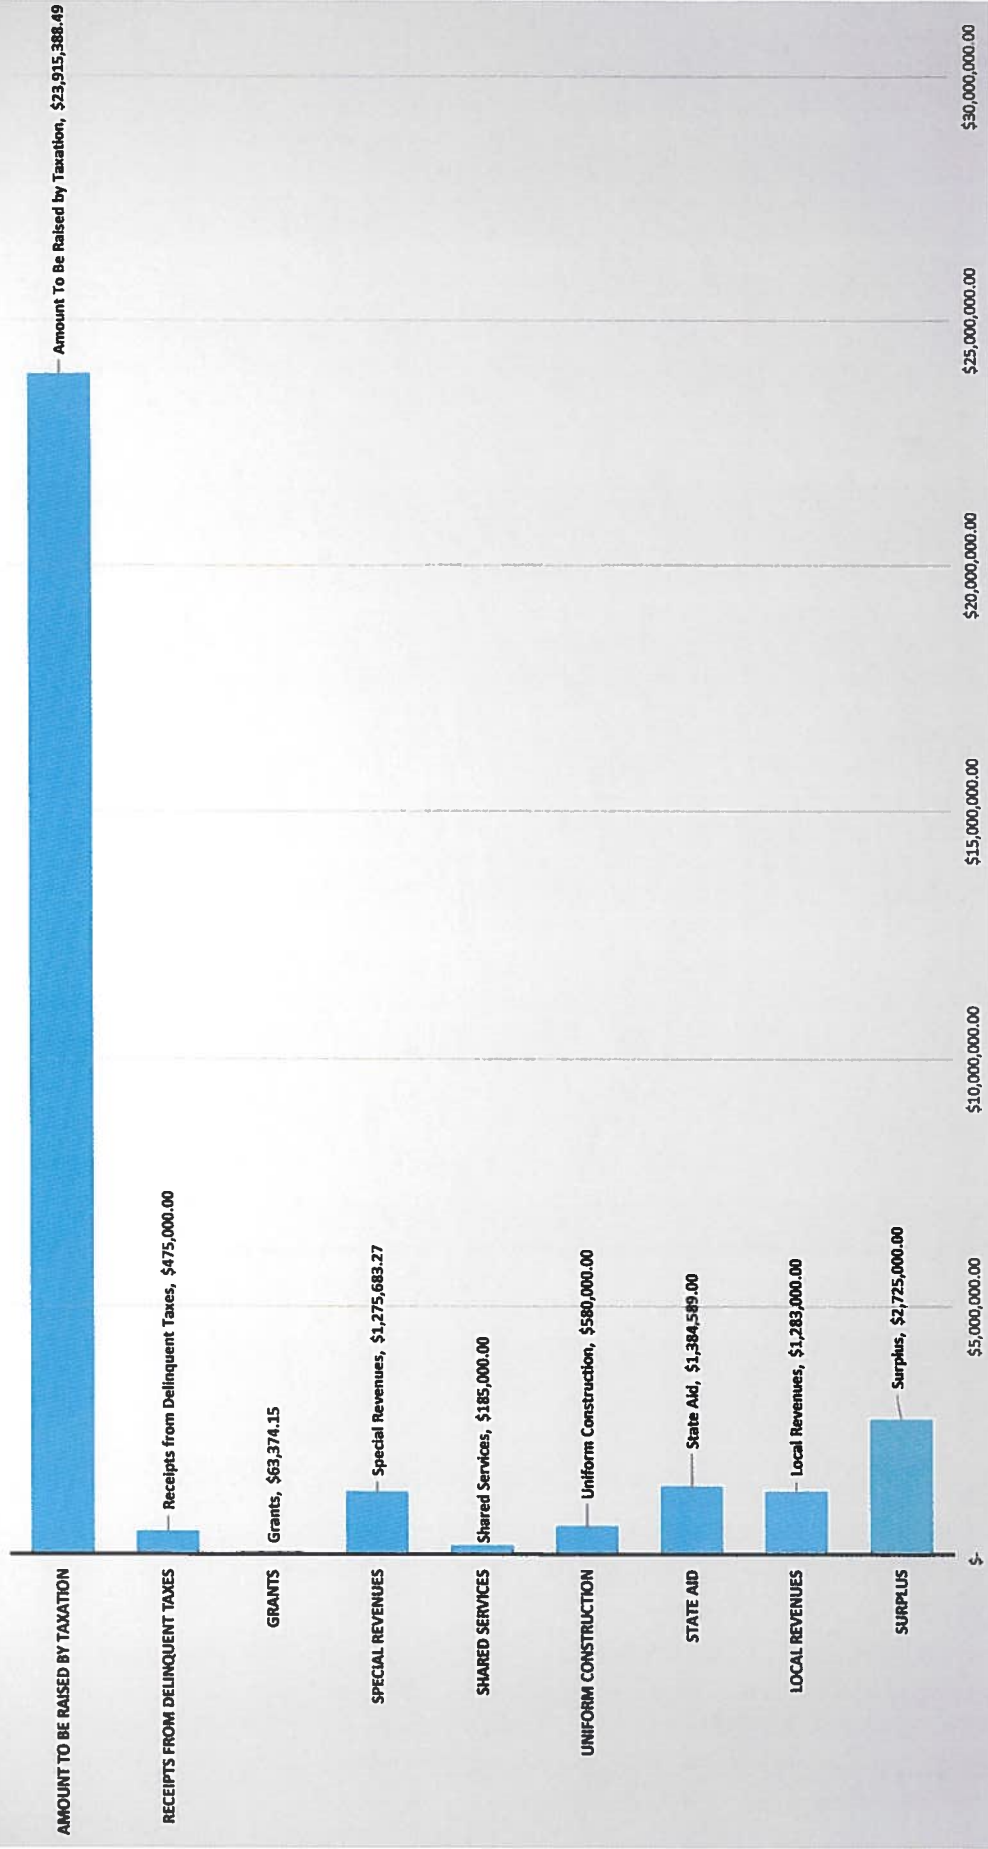 AMOUNT TO BE RAISED BY TAXATION
Amount To Be Raised by Taxation, $23,915,388.49
RECEIPTS FROM DELINQUENT TAXES
Receipts from Delinquent Taxes, $475,000.00
GRANTS
Grants, $63,374.15
SPECIAL REVENUES
Special Revenues, $1,275,683.27
SHARED SERVICES
Shared Services, $185,000.00
UNIFORM CONSTRUCTION
Uniform Construction, $580,000.00
STATE AID
State Aid, $1,384,589.00
LOCAL REVENUES
Local Revenues, $1,283,000.00
SURPLUS
Surplus, $2,725,000.00
$-
$5,000,000.00
$10,000,000.00
$15,000,000.00
$20,000,000.00
$25,000,000.00
$30,000,000.00